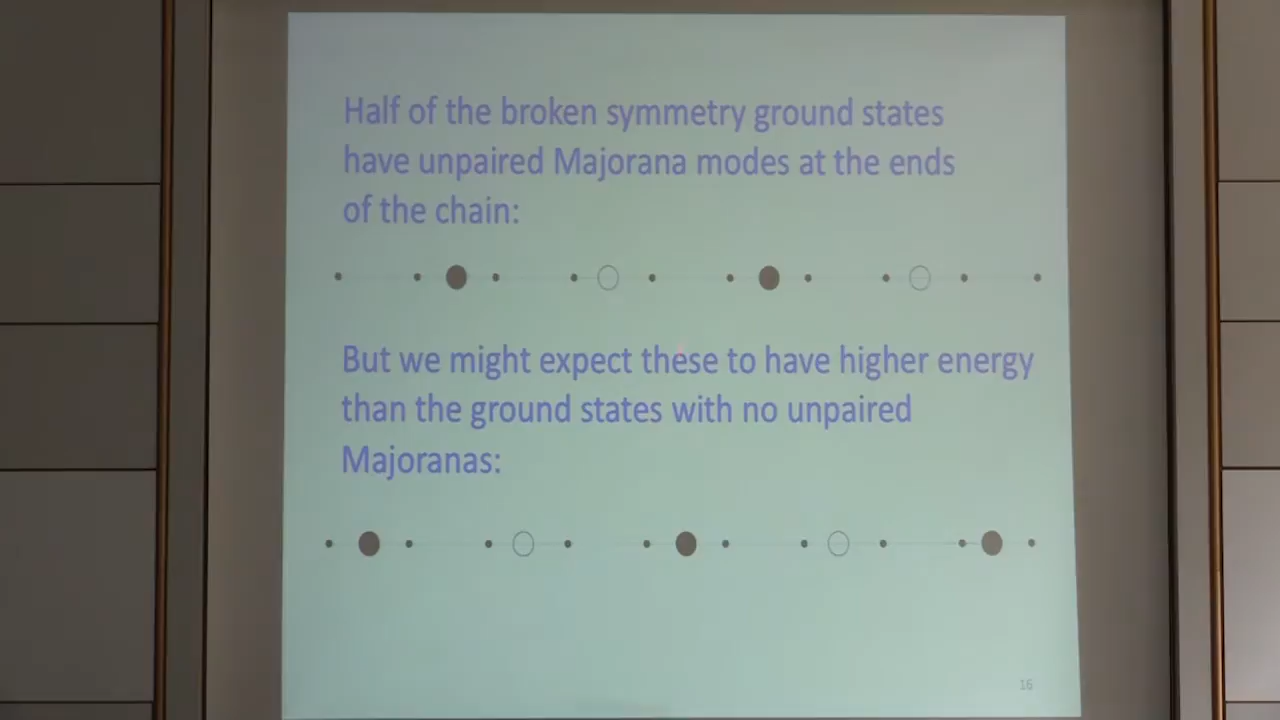 Half of the broken symmetry ground states
have unpaired Majorana modes at the ends
of the chain:
But we might expect these to have higher energy
than the ground states with no unpaired
Majoranas:
16